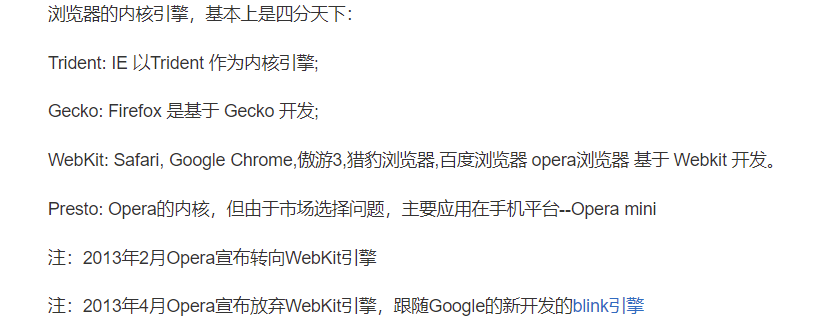 浏览器的内核引擎，基本上是四分天下：
Trident: IE 以Trident 作为内核引擎;
Gecko: Firefox 是基于 Gecko 开发;
WebKit: Safari, Google Chrome,傲游3,猎豹浏览器,百度浏览器 opera浏览器 基于 Webkit 开发。
Presto: Opera的内核，但由于市场选择问题，主要应用在手机平台--Opera mini
注：2013年2月Opera宣布转向WebKit引擎
注：2013年4月Opera宣布放弃WebKit引擎，跟随Google的新开发的blink引擎